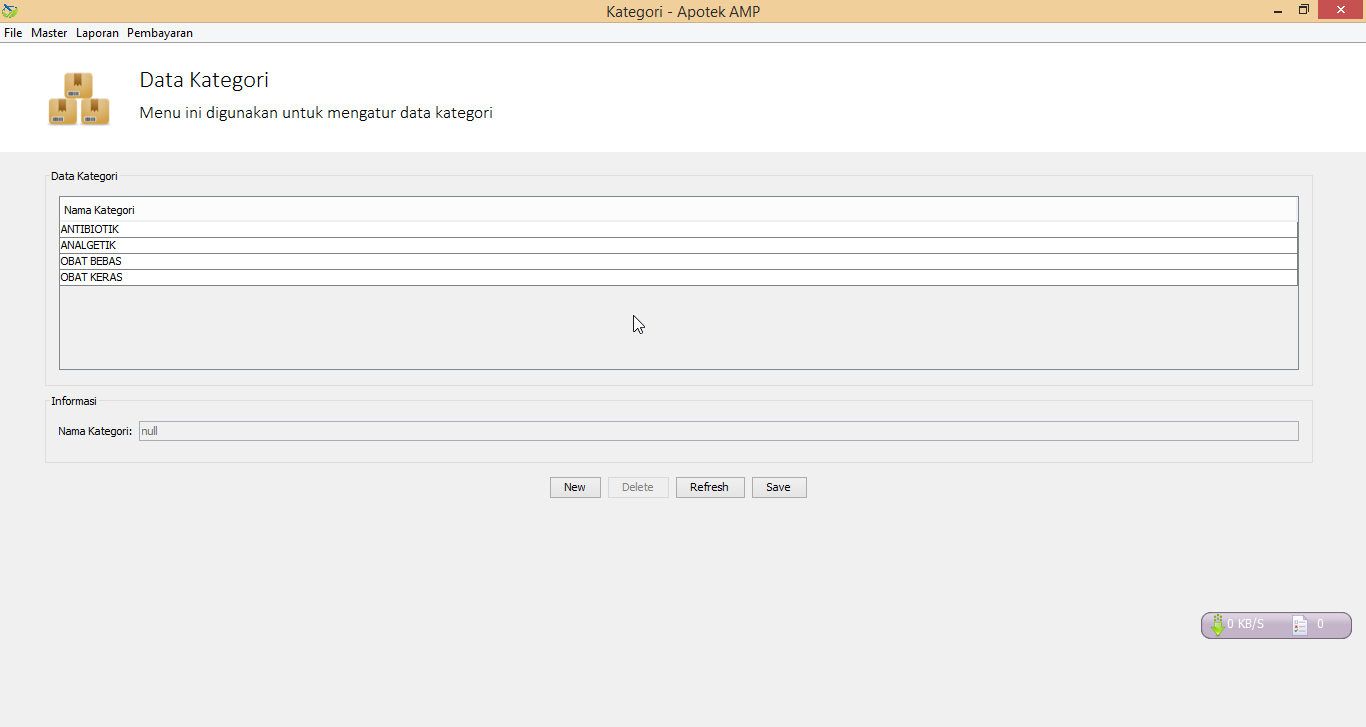 Kategori - Apotek AMP
File Master Laporan Pembayaran
Data Kategori
Menu ini digunakan untuk mengatur data kategori
Data Kategori
Nama Kategori
ANTIBIOTIK
ANALGETIK
OBAT BEBAS
OBAT KERAS
Informasi
Nama Kategori: null
New Delete Refresh Save
0 KB/S 0